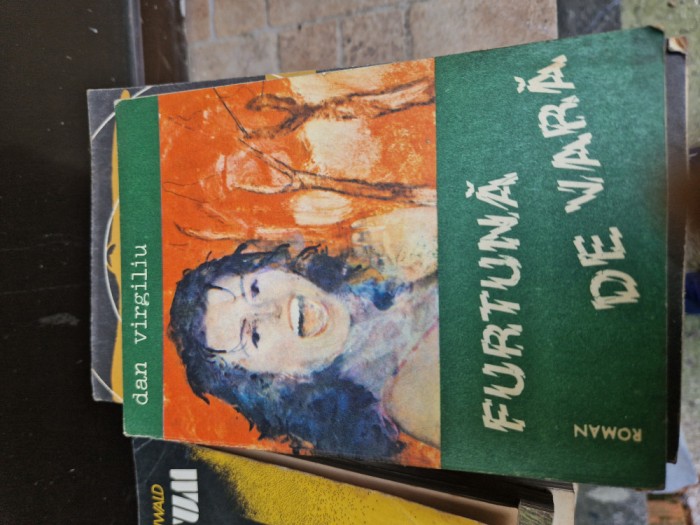 dan virgiliu
FURTUNĂ
DE VARĂ
ROMAN